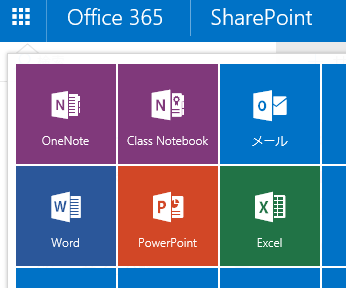 Office 365 SharePoint
OneNote Class Notebook メール
Word PowerPoint Excel